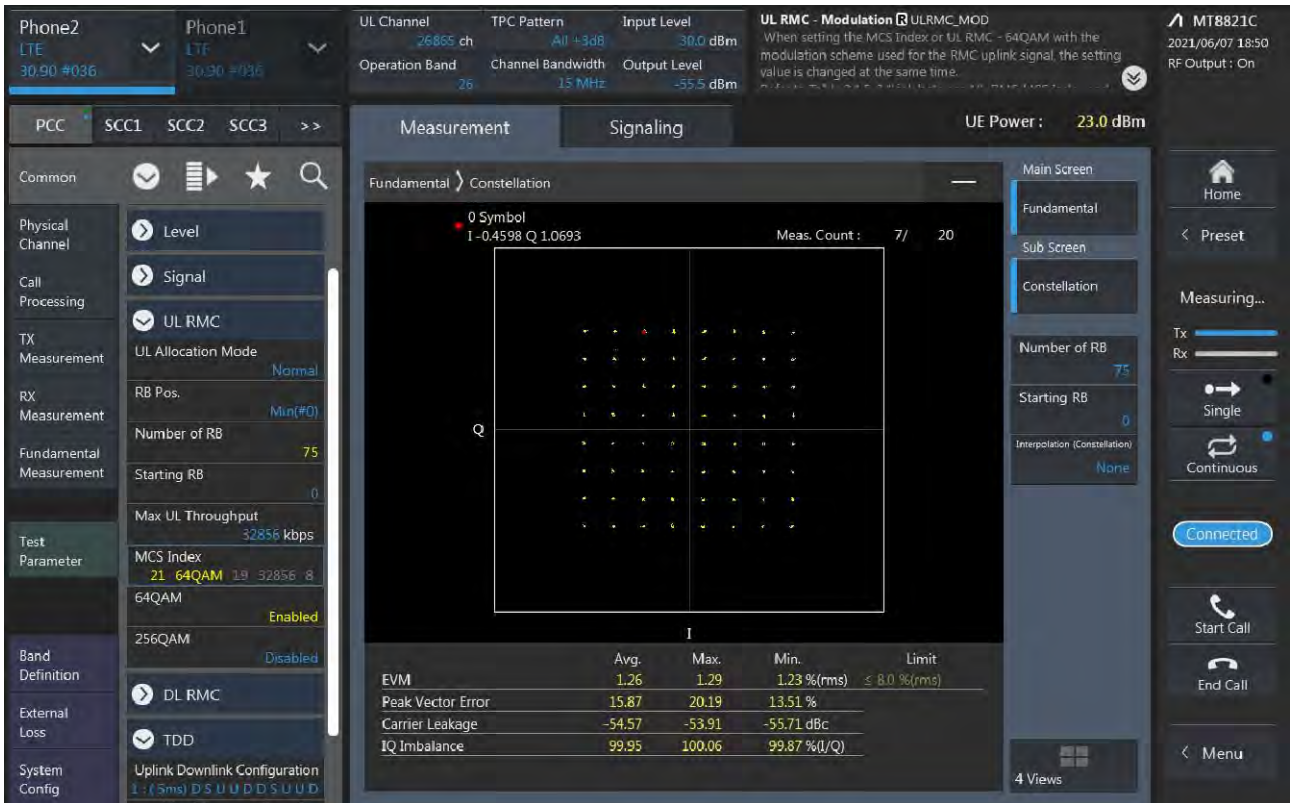 Phone2
LTE
30.90 #036
Phone1
LTE
30.90 #036
UL Channel
26865 ch
TPC Pattern
All +3dB
Input Level
30.0 dBm
Operation Band
26
Channel Bandwidth
15 MHz
Output Level
-55.5 dBm
UL RMC - Modulation R ULRMC_MOD
When setting the MCS Index or UL RMC - 64QAM with the
modulation scheme used for the RMC uplink signal, the setting
value is changed at the same time.
MT8821C
2021/06/07 18:50
RF Output : On
PCC SCC1 SCC2 SCC3 >>
Measurement
Signaling
UE Power : 23.0 dBm
Common
Physical
Channel
Call
Processing
TX
Measurement
RX
Measurement
Fundamental
Measurement
Test
Parameter
Band
Definition
External
Loss
System
Config
Level
Signal
UL RMC
UL Allocation Mode
Normal
RB Pos.
Min(#0)
Number of RB
75
Starting RB
0
Max UL Throughput
32856 kbps
MCS Index
21 64QAM 19 32856 8
64QAM
Enabled
256QAM
Disabled
DL RMC
TDD
Uplink Downlink Configuration
1 : ( 5ms) D S U U D D S U U D
Fundamental > Constellation
0 Symbol
I -0.4598 Q 1.0693
Meas. Count : 7/ 20
Q
I
Avg. Max. Min. Limit
EVM 1.26 1.29 1.23 %(rms) ≤ 8.0 %(rms)
Peak Vector Error 15.87 20.19 13.51 %
Carrier Leakage -54.57 -53.91 -55.71 dBc
IQ Imbalance 99.95 100.06 99.87 %(I/Q)
Main Screen
Fundamental
Sub Screen
Constellation
Number of RB
75
Starting RB
0
Interpolation (Constellation)
None
4 Views
Home
< Preset
Measuring...
Tx
Rx
Single
Continuous
Connected
Start Call
End Call
< Menu